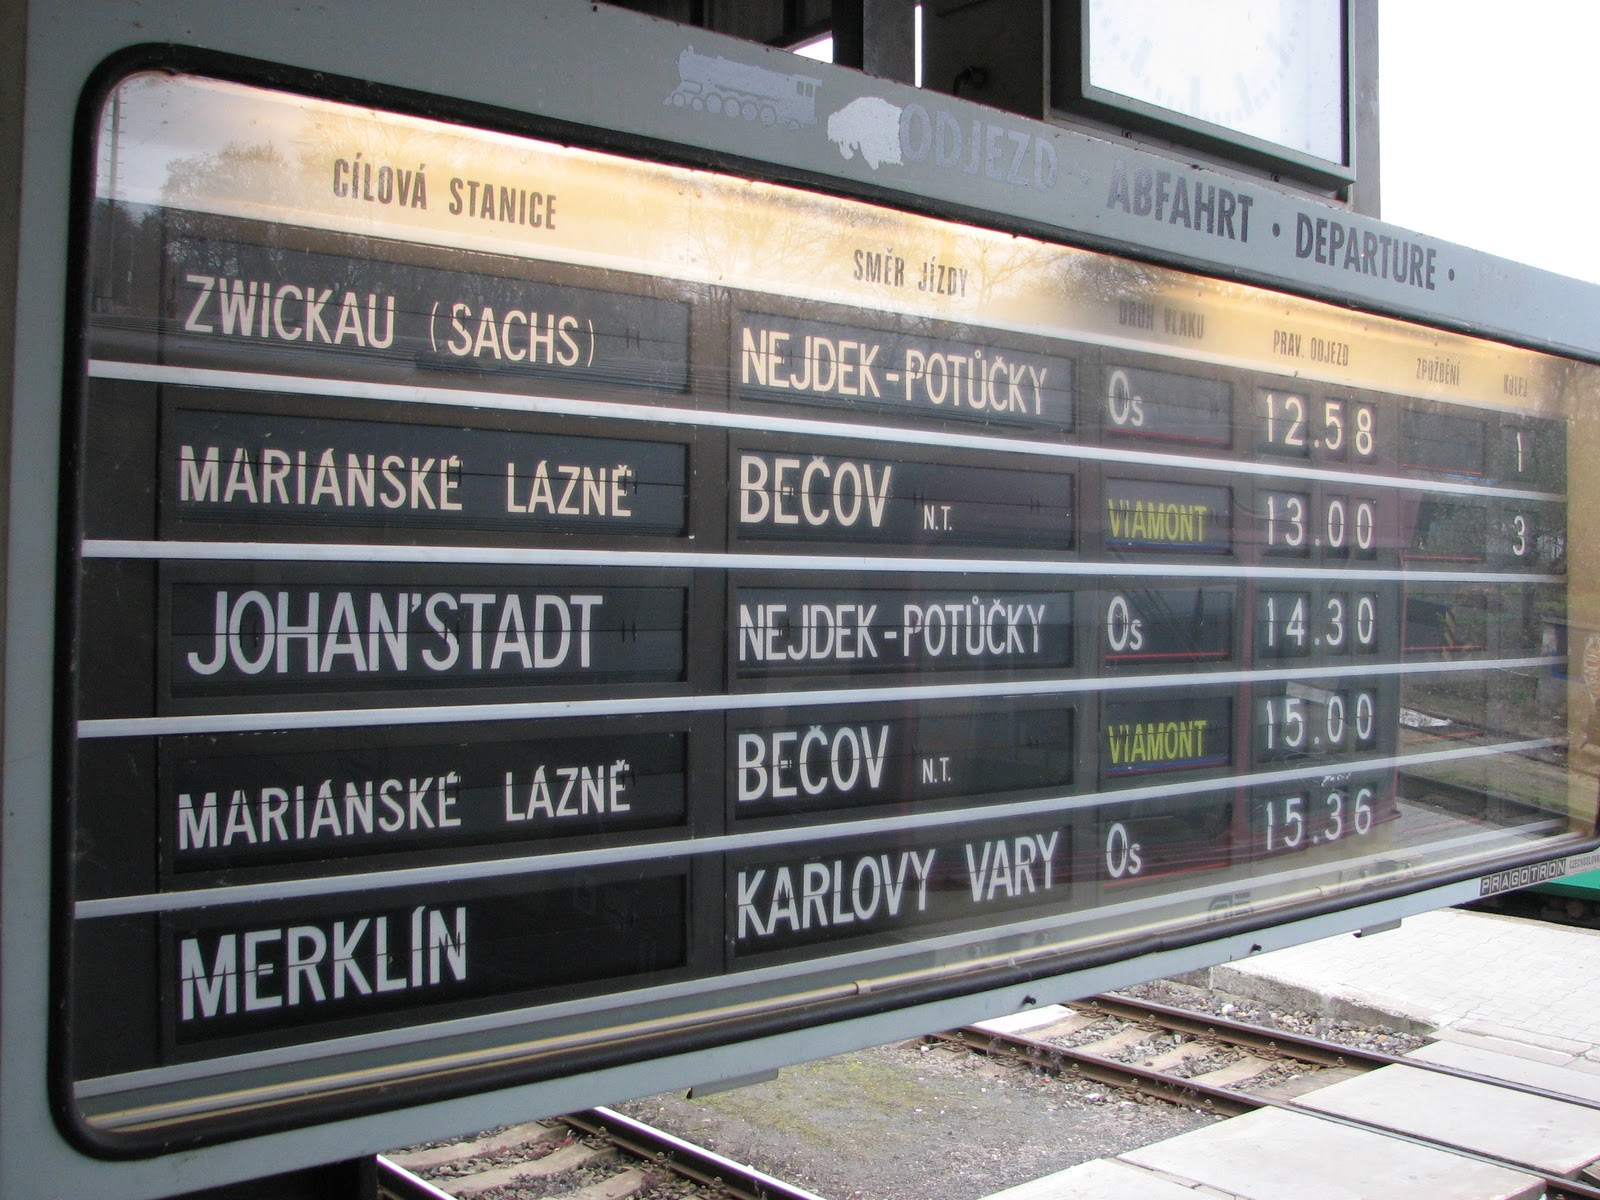 ODJEZD · ABFAHRT · DEPARTURE ·
CÍLOVÁ STANICE SMĚR JÍZDY DRUH VLAKU PRAV. ODJEZD ZPOŽDĚNÍ KOLEJ
ZWICKAU (SACHS) NEJDEK-POTŮČKY Os 12.58 1
MARIÁNSKÉ LÁZNĚ BEČOV N.T. VIAMONT 13.00 3
JOHAN'STADT NEJDEK-POTŮČKY Os 14.30
MARIÁNSKÉ LÁZNĚ BEČOV N.T. VIAMONT 15.00
MERKLÍN KARLOVY VARY Os 15.36
PRAGOTRON